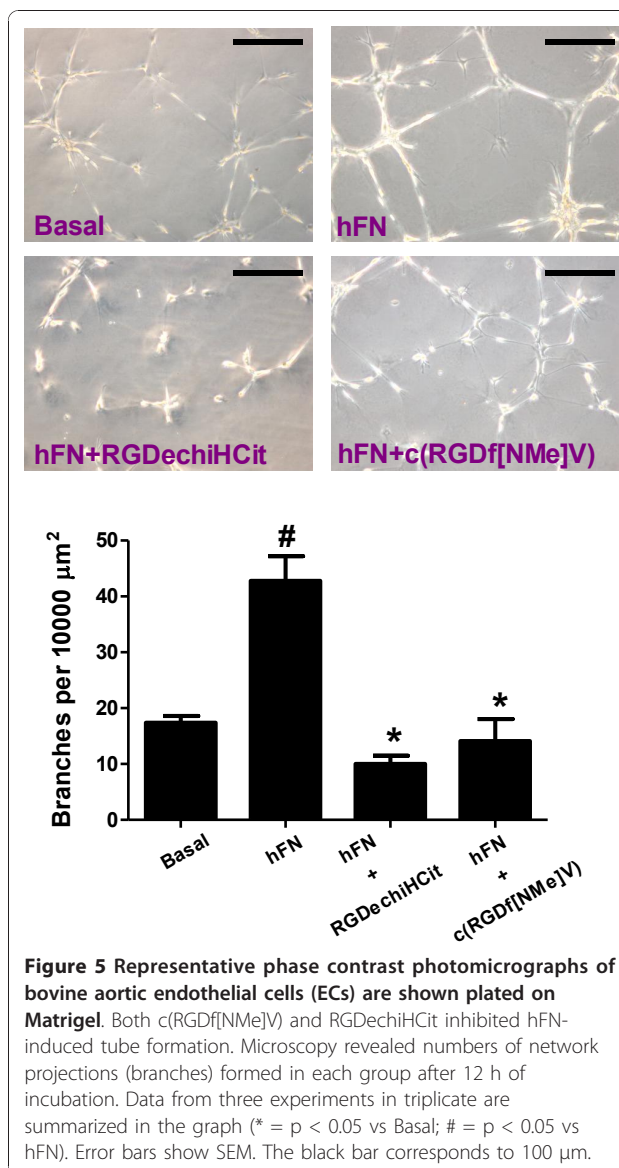 Basal
hFN
hFN+RGDechiHCit
hFN+c(RGDf[NMe]V)
Branches per 10000 µm²
50
40
30
20
10
0
#
*
*
Basal
hFN
hFN
+
RGDechiHCit
hFN
+
c(RGDf[NMe]V)
Figure 5 Representative phase contrast photomicrographs of
bovine aortic endothelial cells (ECs) are shown plated on
Matrigel. Both c(RGDf[NMe]V) and RGDechiHCit inhibited hFN-
induced tube formation. Microscopy revealed numbers of network
projections (branches) formed in each group after 12 h of
incubation. Data from three experiments in triplicate are
summarized in the graph (* = p < 0.05 vs Basal; # = p < 0.05 vs
hFN). Error bars show SEM. The black bar corresponds to 100 µm.